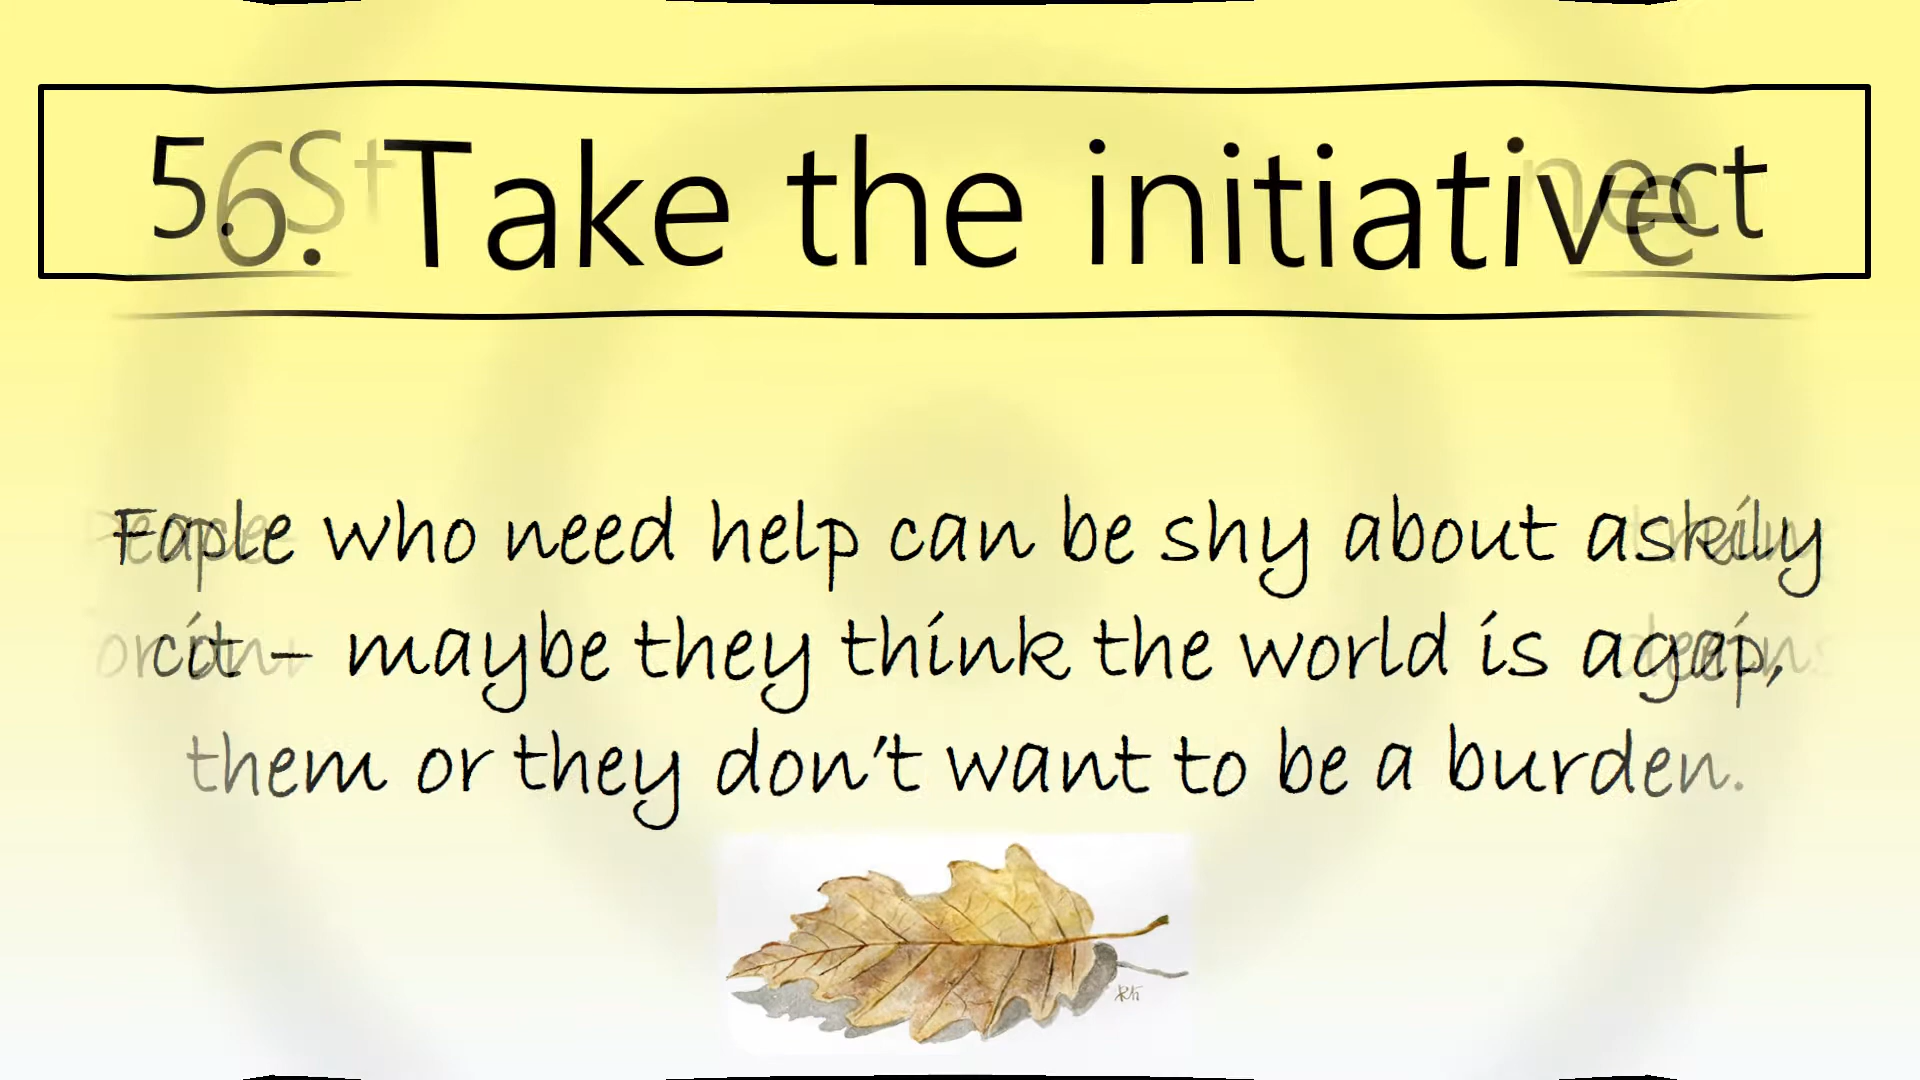 6. Take the initiative
who need help can be shy about
– maybe they think the world is
them or they don't want to be a burden.